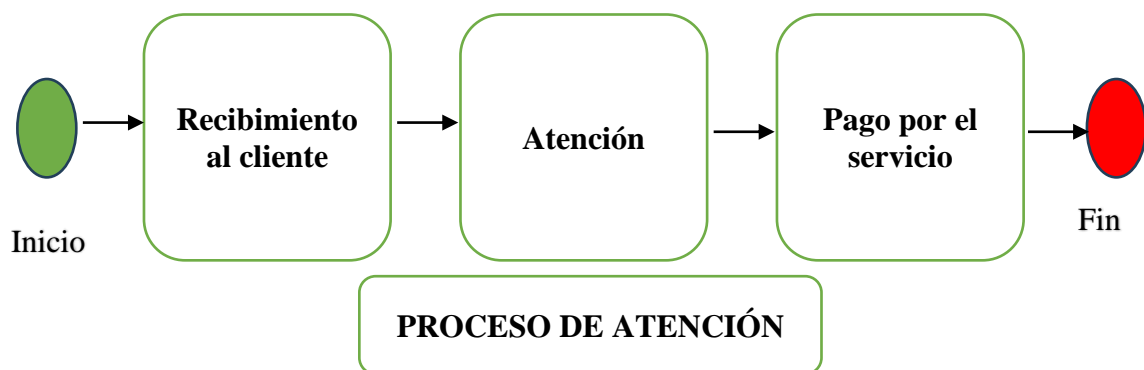 Inicio
Recibimiento
al cliente
Atención
Pago por el
servicio
Fin
PROCESO DE ATENCIÓN